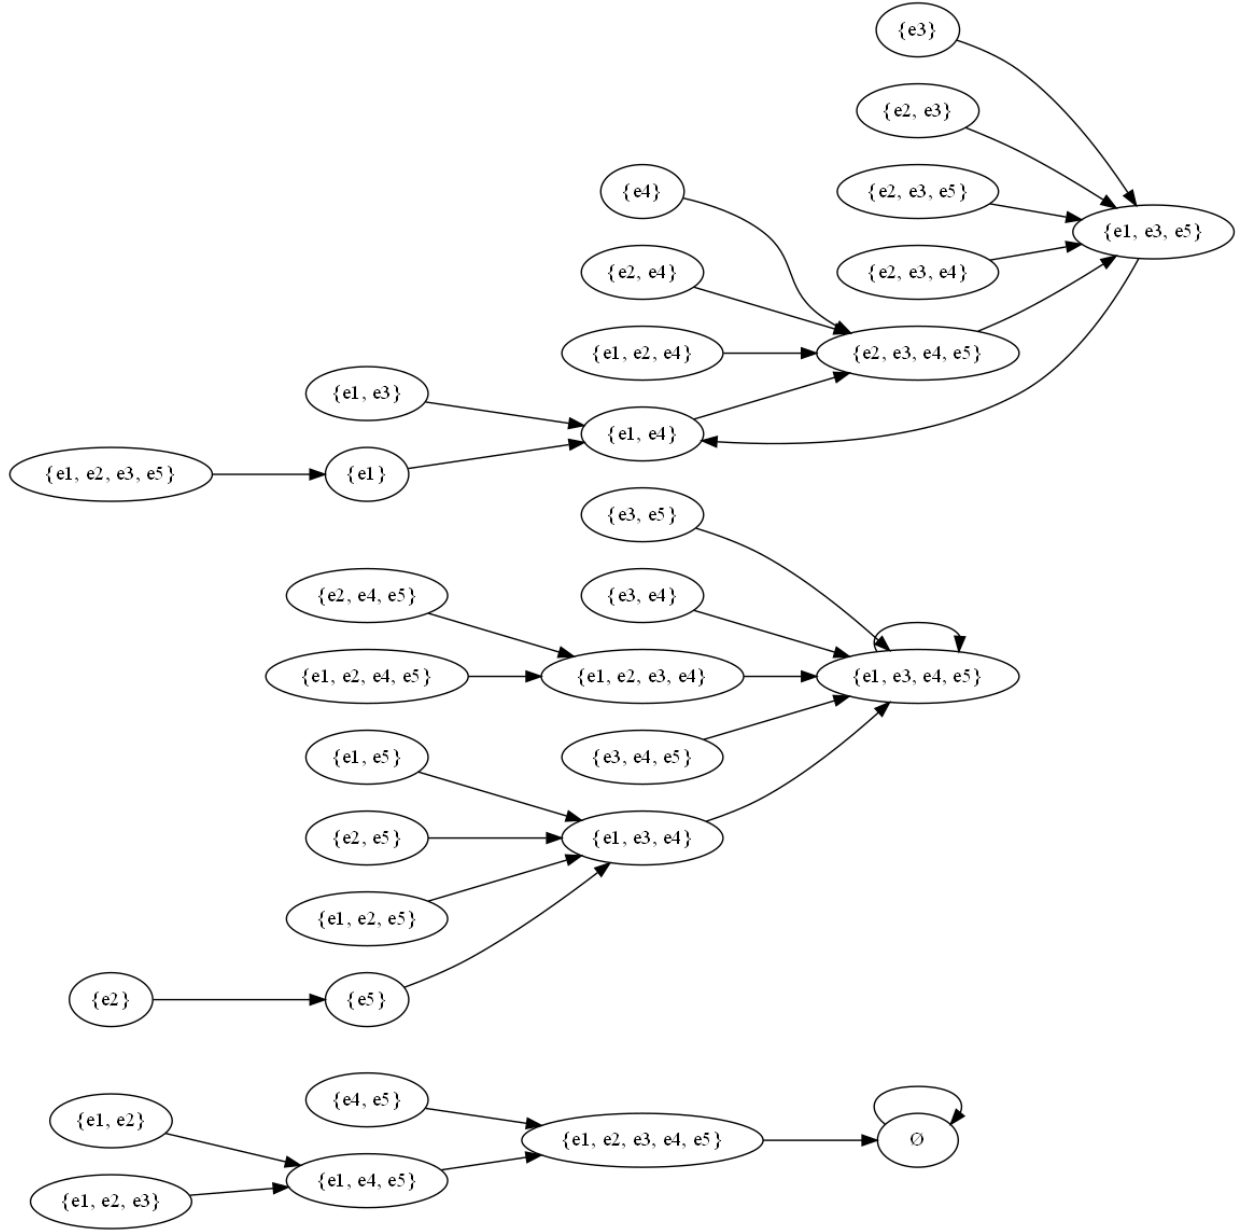 {e3}
{e2, e3}
{e4}
{e2, e3, e5}
{e1, e3, e5}
{e2, e4}
{e2, e3, e4}
{e1, e2, e4}
{e2, e3, e4, e5}
{e1, e3}
{e1, e4}
{e1, e2, e3, e5}
{e1}
{e3, e5}
{e2, e4, e5}
{e3, e4}
{e1, e2, e4, e5}
{e1, e2, e3, e4}
{e1, e3, e4, e5}
{e1, e5}
{e3, e4, e5}
{e2, e5}
{e1, e3, e4}
{e1, e2, e5}
{e2}
{e5}
{e4, e5}
{e1, e2}
{e1, e2, e3, e4, e5}
∅
{e1, e4, e5}
{e1, e2, e3}